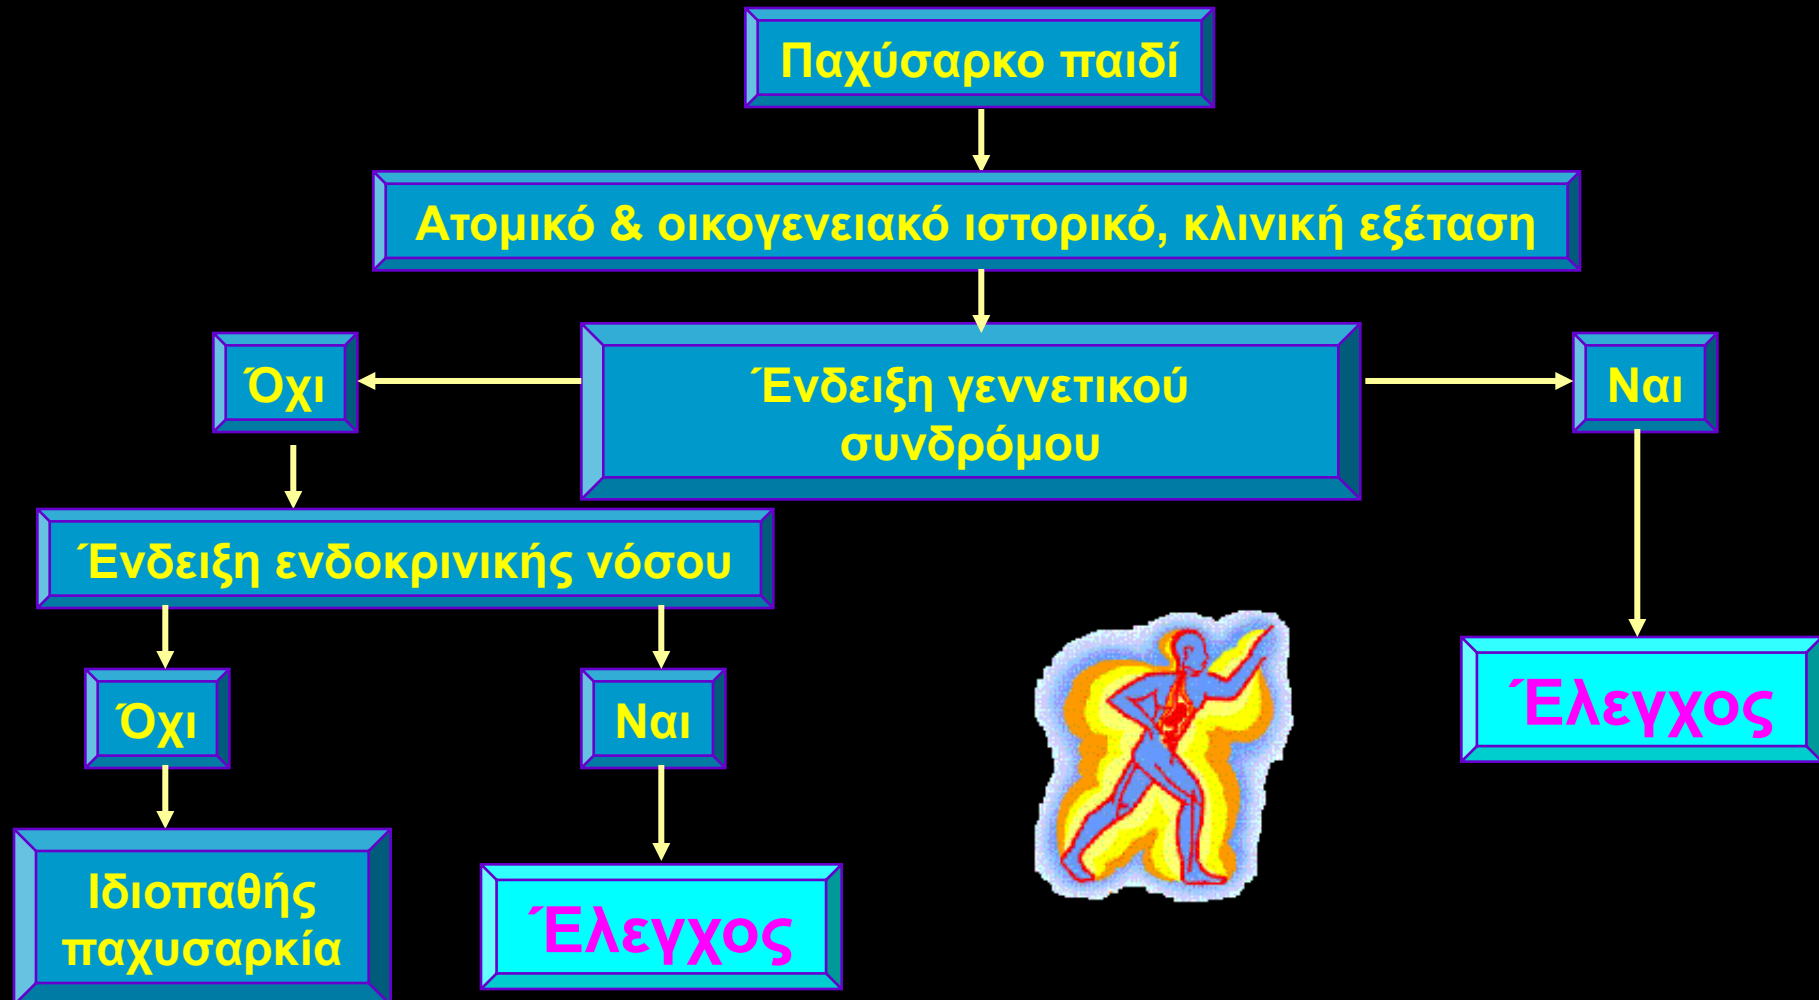 Παχύσαρκο παιδί
Ατομικό & οικογενειακό ιστορικό, κλινική εξέταση
Όχι
Ένδειξη γεννετικού
συνδρόμου
Ναι
Ένδειξη ενδοκρινικής νόσου
Όχι
Ναι
Έλεγχος
Ιδιοπαθής
παχυσαρκία
Έλεγχος